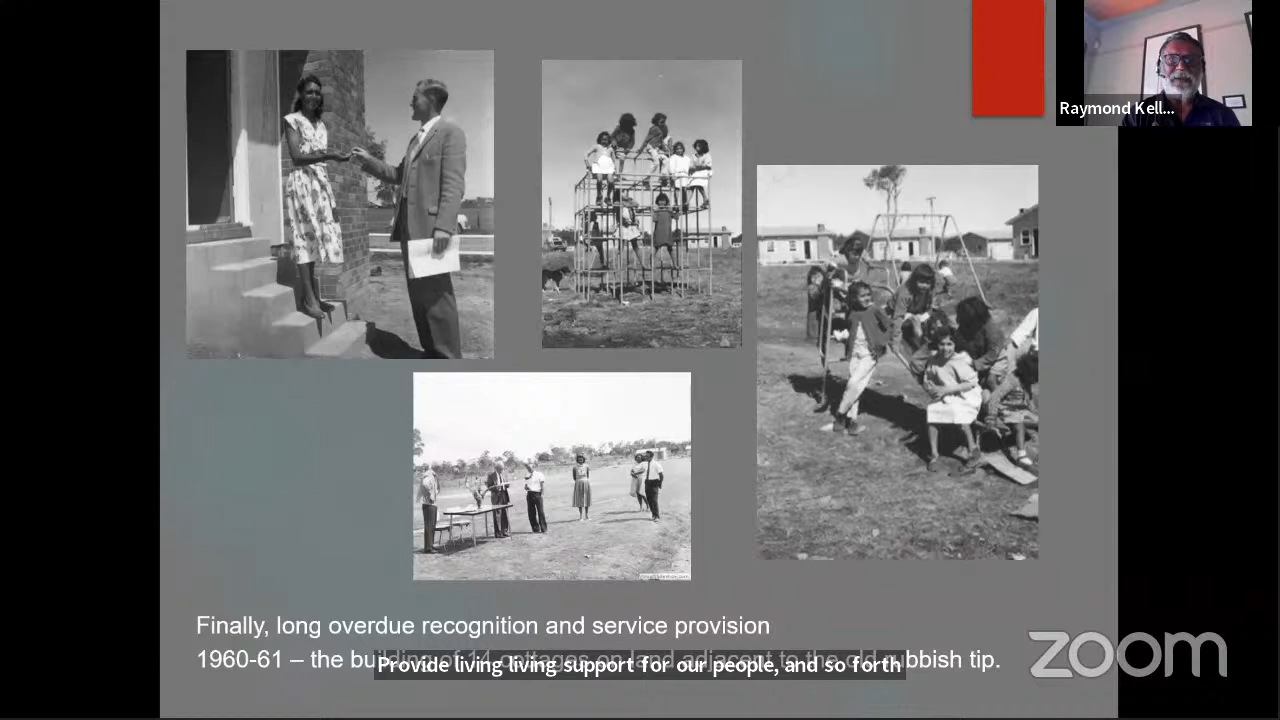 Raymond Kell...
Finally, long overdue recognition and service provision
1960-61 – the building of 14 cottages on land adjacent to the old rubbish tip.
Provide living living support for our people, and so forth
zoom